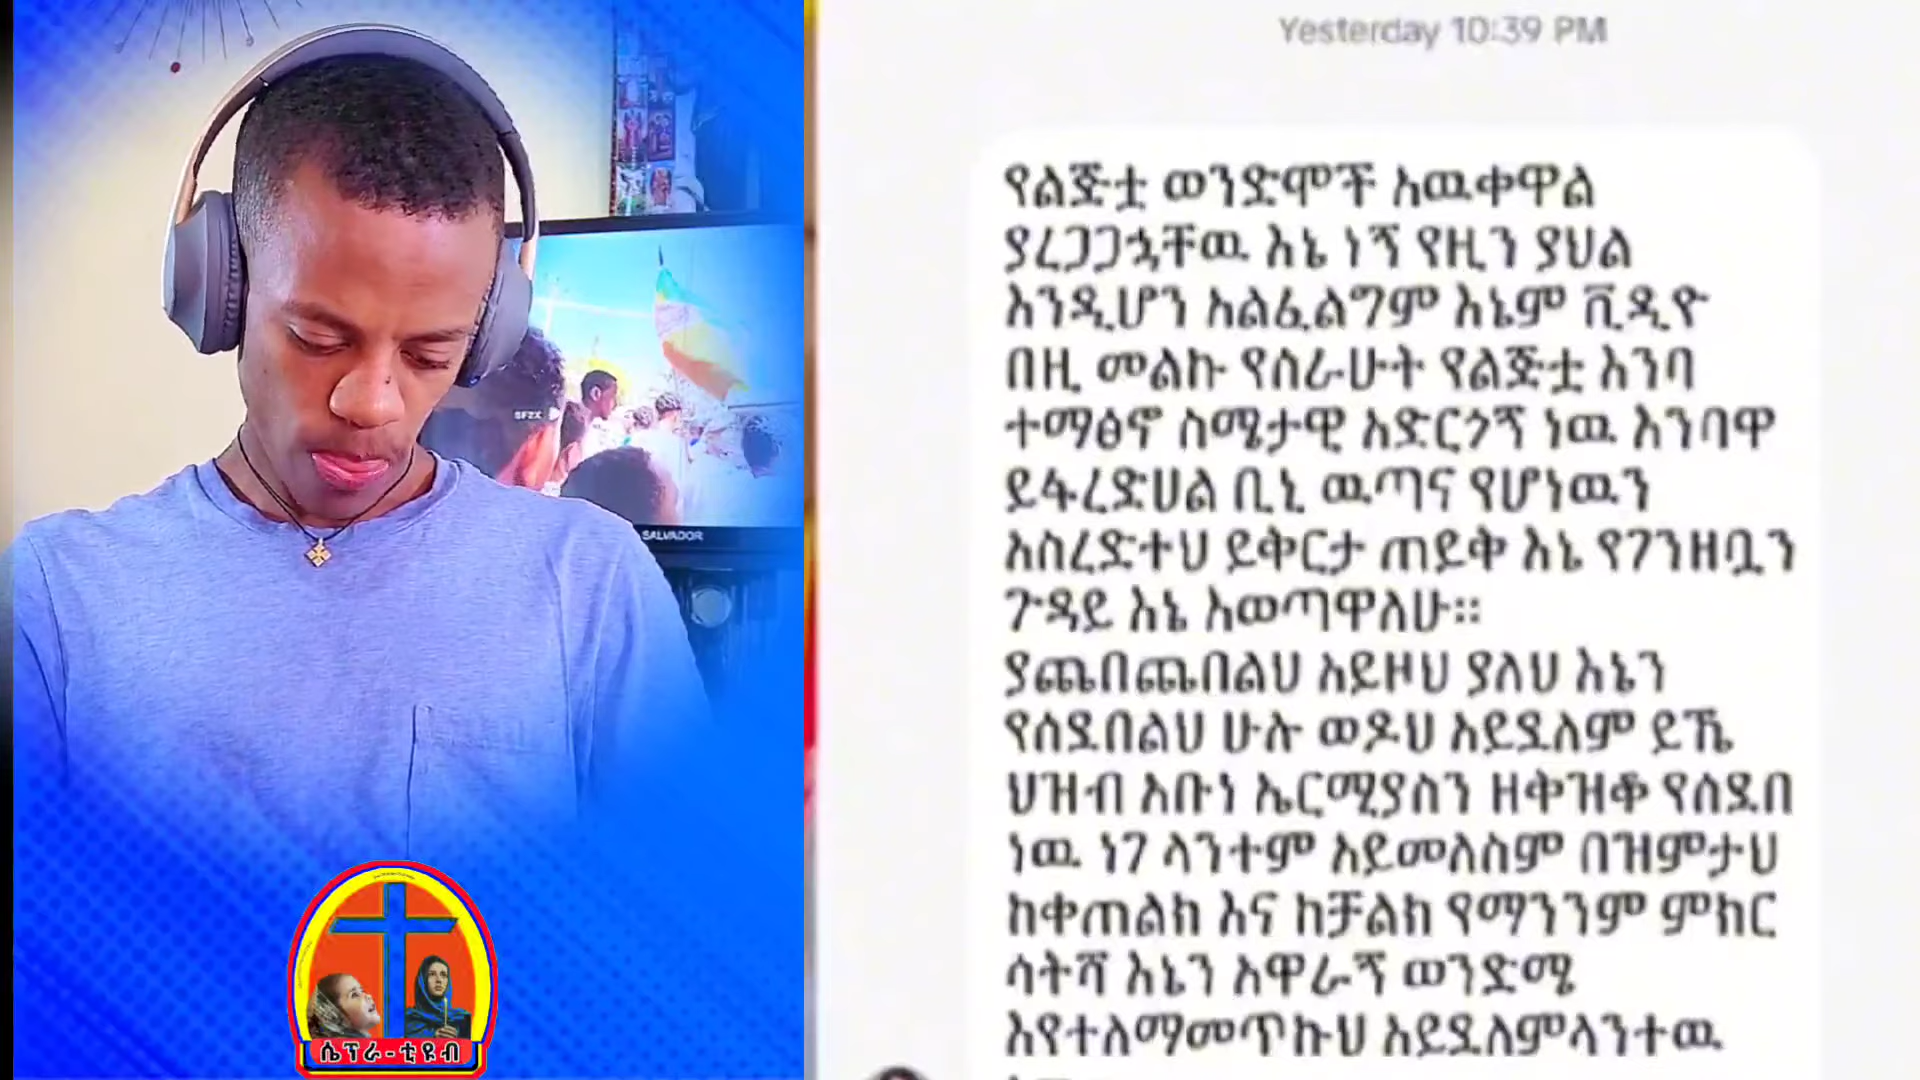 Yesterday 10:39 PM
የልጅቷ ወንድሞች አዉቀዋል
ያረጋጋኋቸዉ እኔ ነኝ የዚን ያህል
እንዲሆን አልፈልግም እኔም ቪዲዮ
በዚ መልኩ የሰራሁት የልጅቷ እንባ
ተማፅኖ ስሜታዊ አድርጎኝ ነዉ እንባዋ
ይፋረድሀል ቢኒ ዉጣና የሆነዉን
አስረድተህ ይቅርታ ጠይቅ እኔ የገንዘቧን
ጉዳይ እኔ አወጣዋለሁ።
ያጨበጨበልህ አይዞህ ያለህ እኔን
የሰደበልህ ሁሉ ወዶህ አይደለም ይኼ
ህዝብ አቡነ ኤርሚያስን ዘቅዝቆ የሰደበ
ነዉ ነገ ላንተም አይመለስም በዝምታህ
ከቀጠልክ እና ከቻልክ የማንንም ምክር
ሳትሻ እኔን አዋራኝ ወንድሜ
እየተለማመጥኩህ አይደለምላንተዉ
SFZX
SALVADOR
ሴፕራ-ቲዩብ